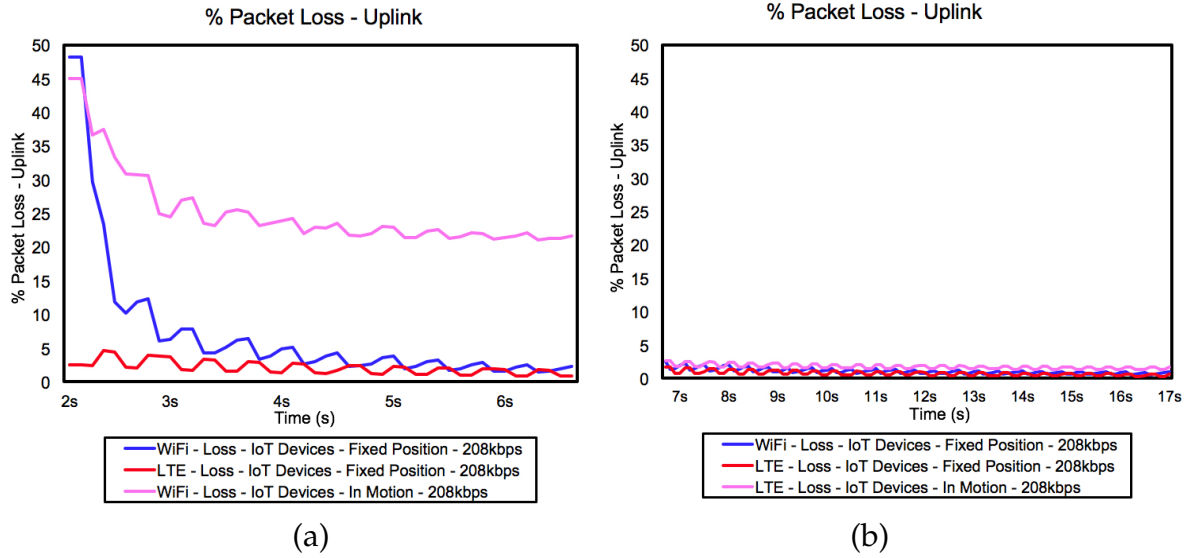 % Packet Loss - Uplink
% Packet Loss - Uplink
50
45
40
35
30
25
20
15
10
5
0
2s
3s
4s
5s
6s
Time (s)
WiFi - Loss - IoT Devices - Fixed Position - 208kbps
LTE - Loss - IoT Devices - Fixed Position - 208kbps
WiFi - Loss - IoT Devices - In Motion - 208kbps
(a)
% Packet Loss - Uplink
% Packet Loss - Uplink
50
45
40
35
30
25
20
15
10
5
0
7s
8s
9s
10s
11s
12s
13s
14s
15s
16s
17s
Time (s)
WiFi - Loss - IoT Devices - Fixed Position - 208kbps
LTE - Loss - IoT Devices - Fixed Position - 208kbps
LTE - Loss - IoT Devices - In Motion - 208kbps
(b)